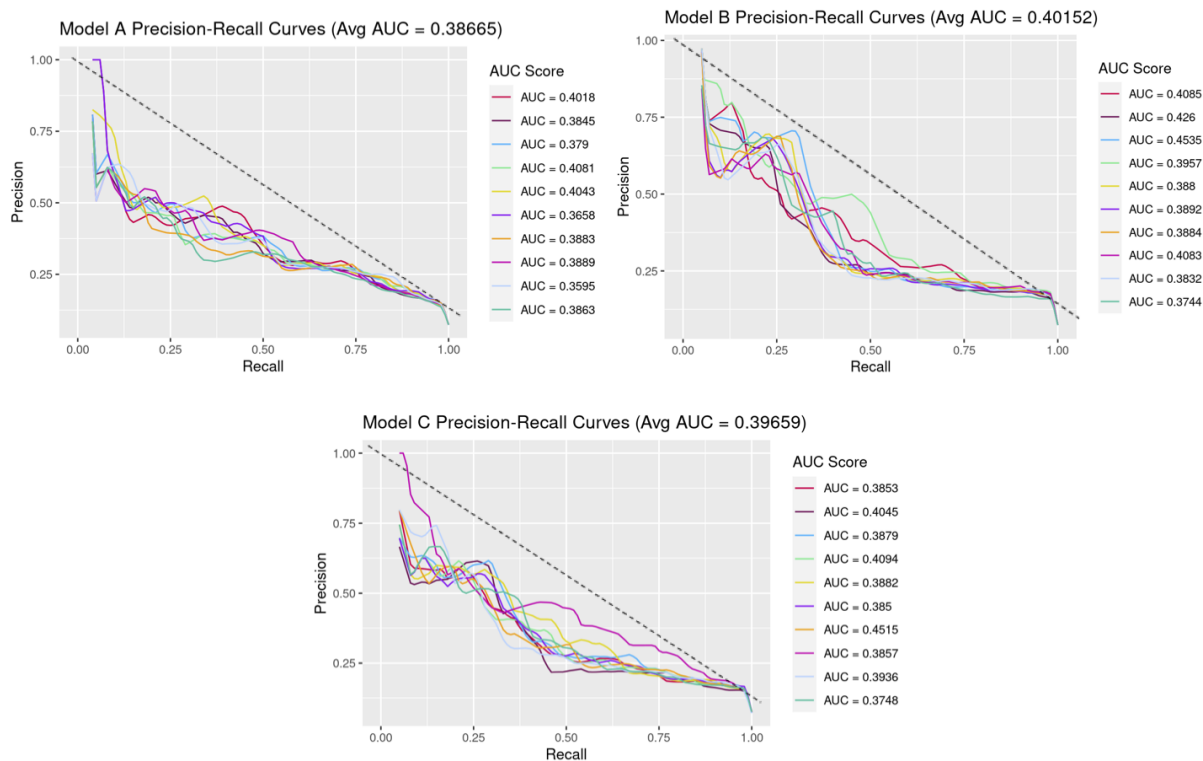 Model A Precision-Recall Curves (Avg AUC = 0.38665)
1.00
0.75
0.50
0.25
Precision
0.00
0.25
0.50
0.75
1.00
Recall
AUC Score
AUC = 0.4018
AUC = 0.3845
AUC = 0.379
AUC = 0.4081
AUC = 0.4043
AUC = 0.3658
AUC = 0.3883
AUC = 0.3889
AUC = 0.3595
AUC = 0.3863
Model B Precision-Recall Curves (Avg AUC = 0.40152)
1.00
0.75
0.50
0.25
Precision
0.00
0.25
0.50
0.75
1.00
Recall
AUC Score
AUC = 0.4085
AUC = 0.426
AUC = 0.4535
AUC = 0.3957
AUC = 0.388
AUC = 0.3892
AUC = 0.3884
AUC = 0.4083
AUC = 0.3832
AUC = 0.3744
Model C Precision-Recall Curves (Avg AUC = 0.39659)
1.00
0.75
0.50
0.25
Precision
0.00
0.25
0.50
0.75
1.00
Recall
AUC Score
AUC = 0.3853
AUC = 0.4045
AUC = 0.3879
AUC = 0.4094
AUC = 0.3882
AUC = 0.385
AUC = 0.4515
AUC = 0.3857
AUC = 0.3936
AUC = 0.3748